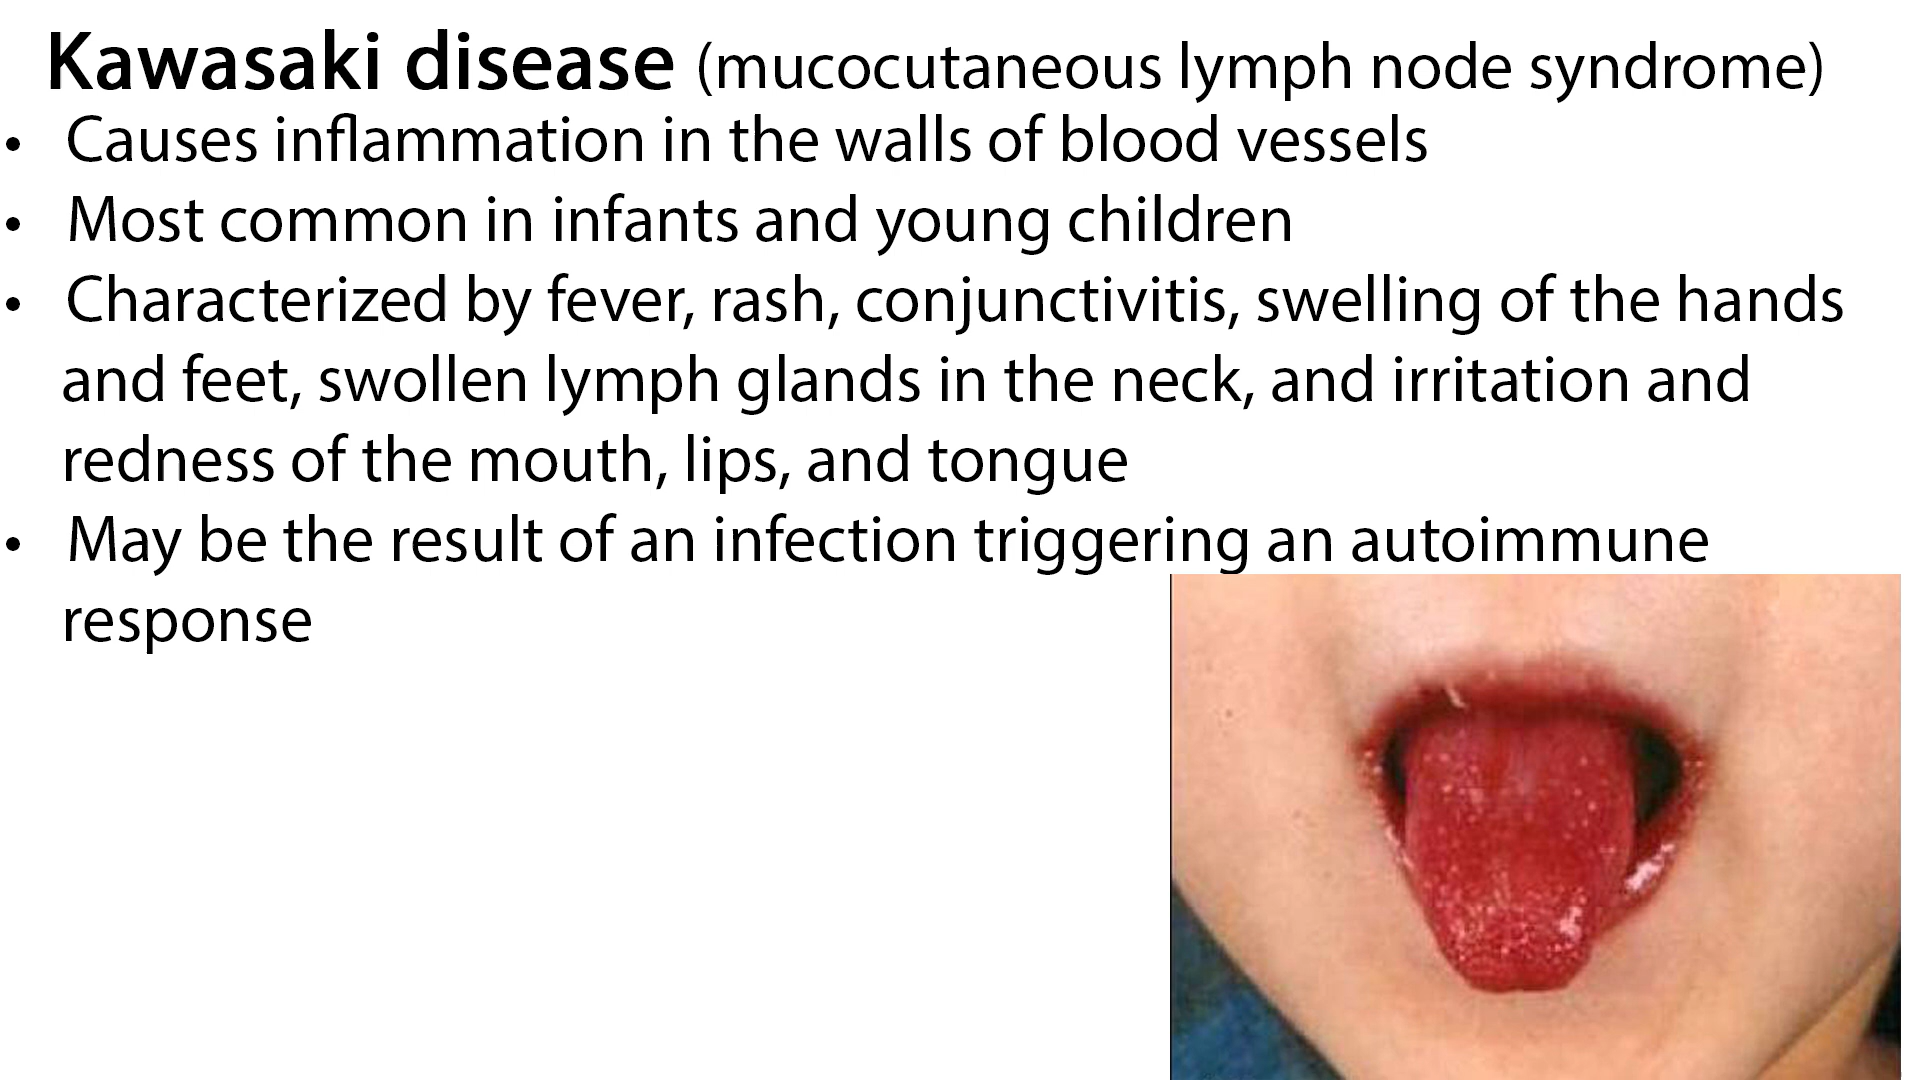 Kawasaki disease (mucocutaneous lymph node syndrome)
• Causes inflammation in the walls of blood vessels
• Most common in infants and young children
• Characterized by fever, rash, conjunctivitis, swelling of the hands
and feet, swollen lymph glands in the neck, and irritation and
redness of the mouth, lips, and tongue
• May be the result of an infection triggering an autoimmune
response